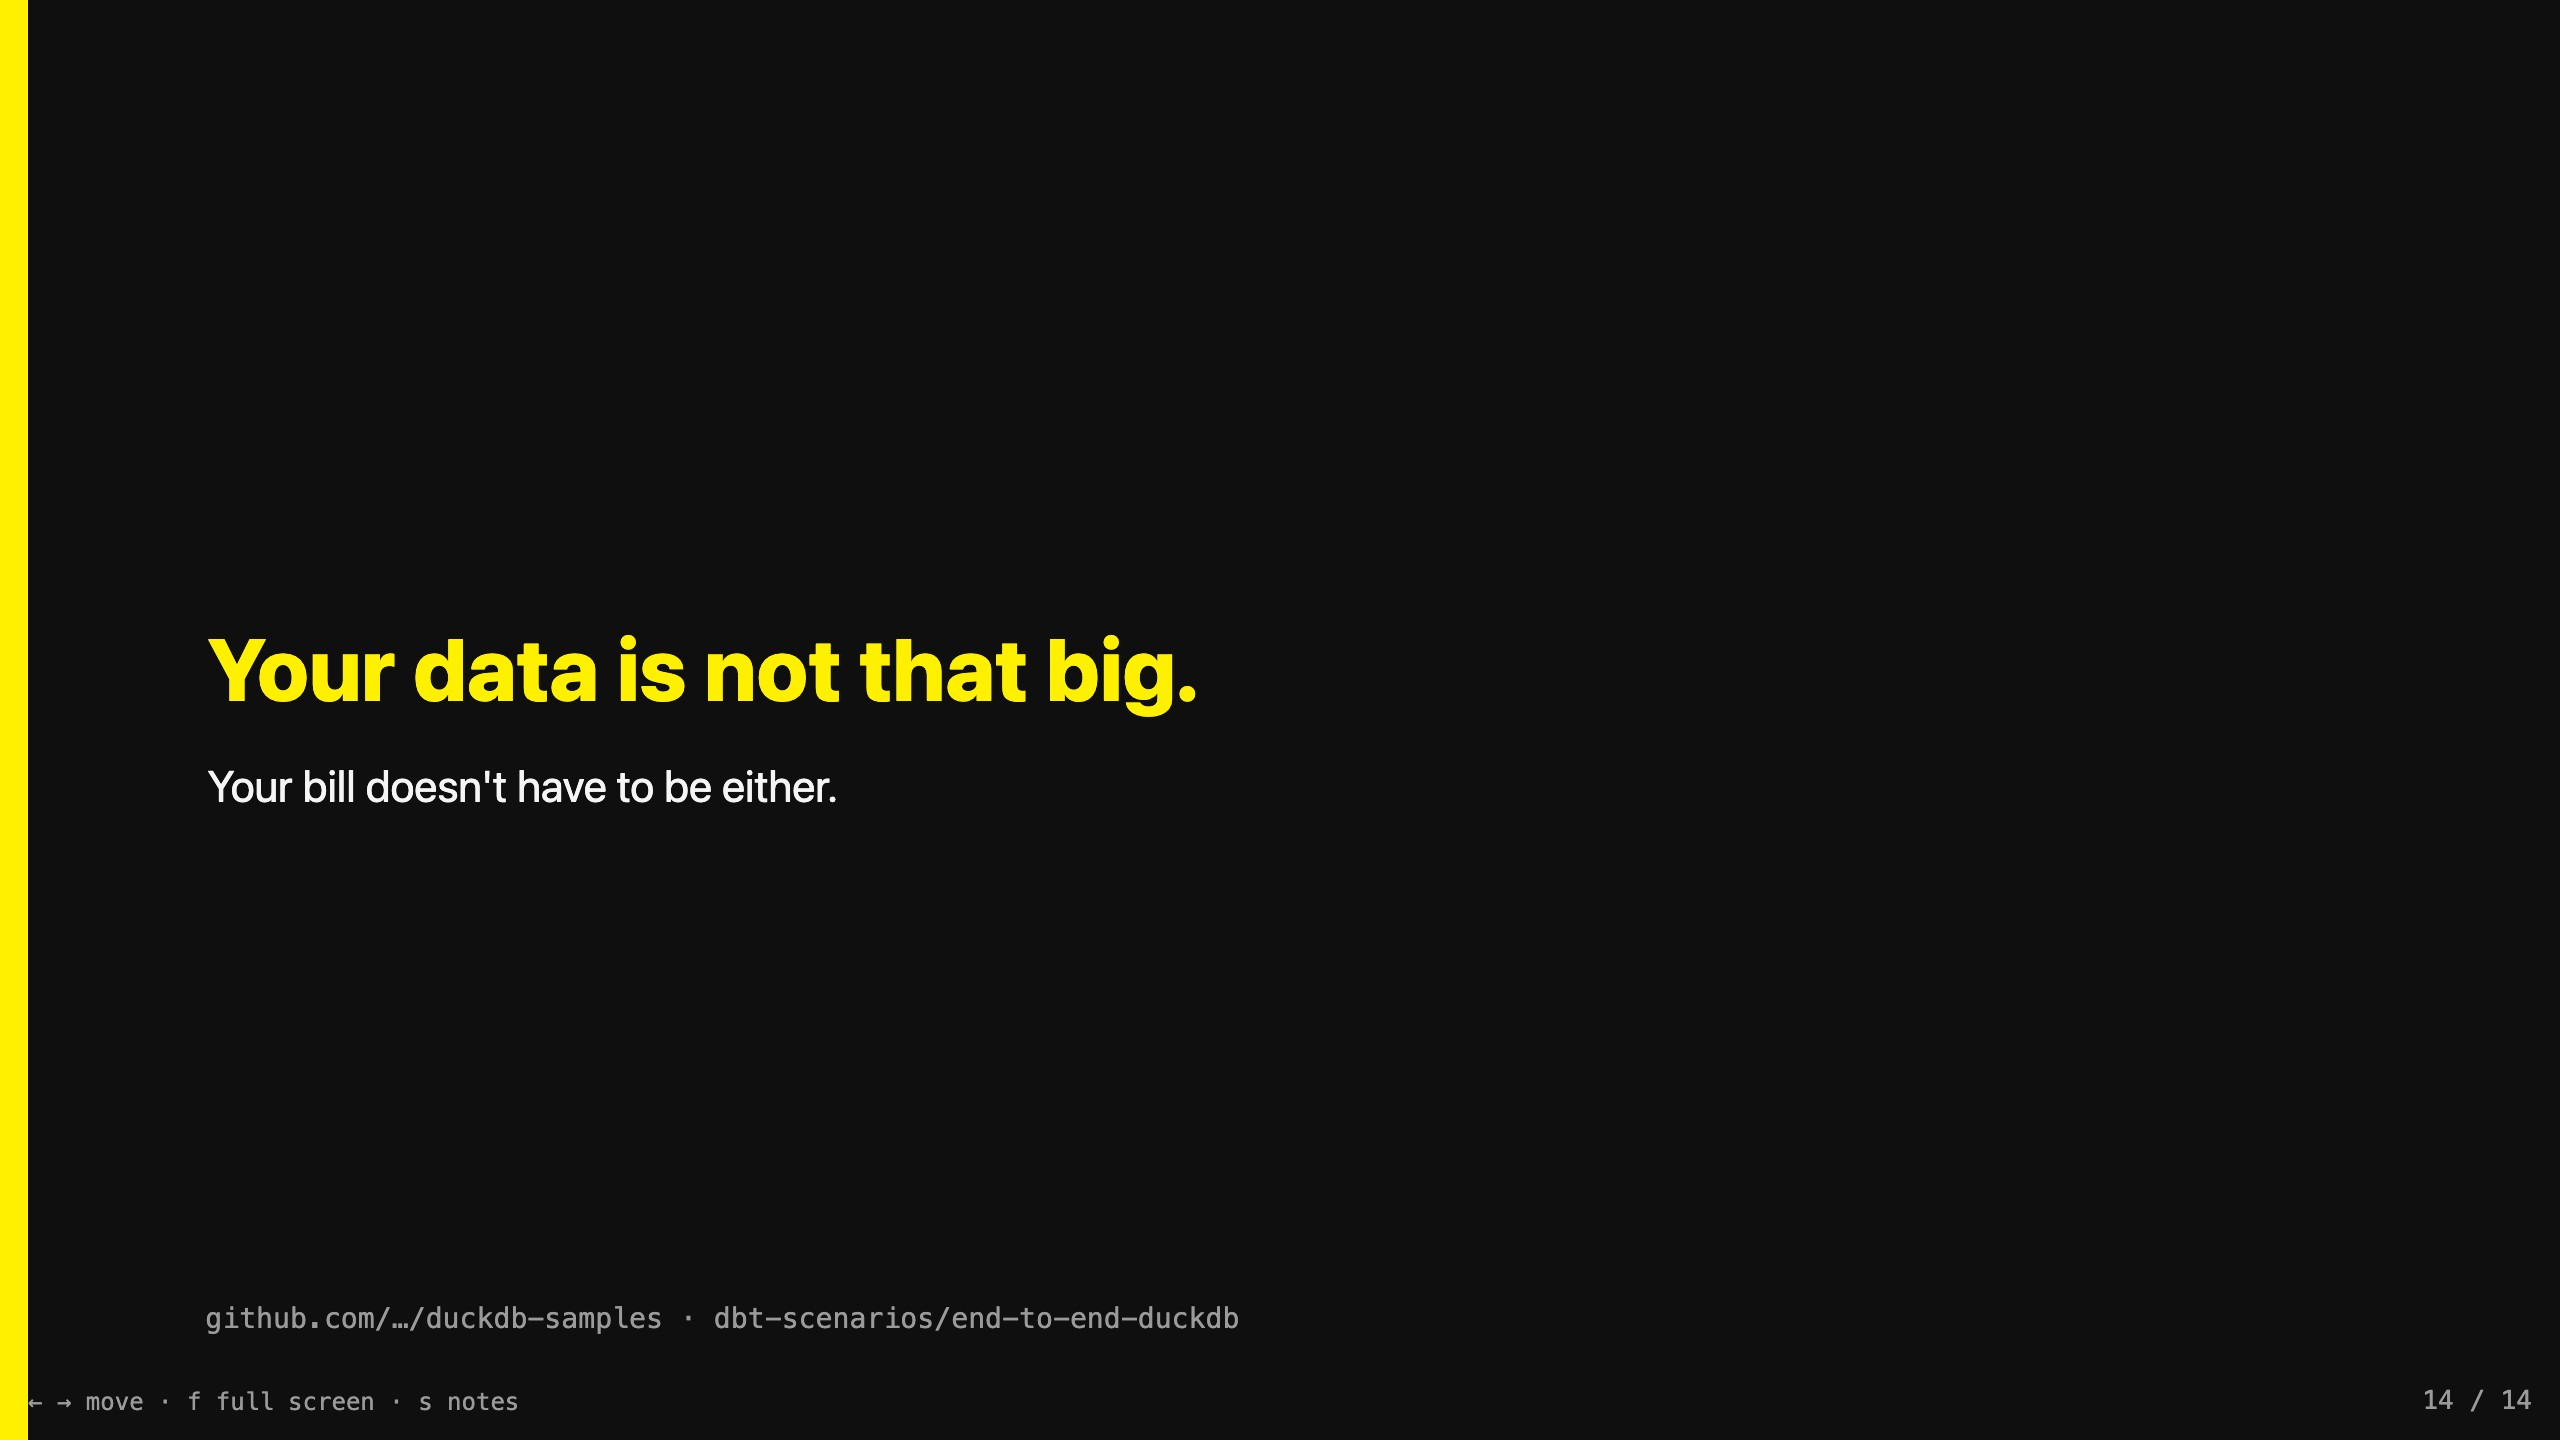 Your data is not that big.
Your bill doesn't have to be either.
github.com/…/duckdb-samples · dbt-scenarios/end-to-end-duckdb
← → move · f full screen · s notes
14 / 14